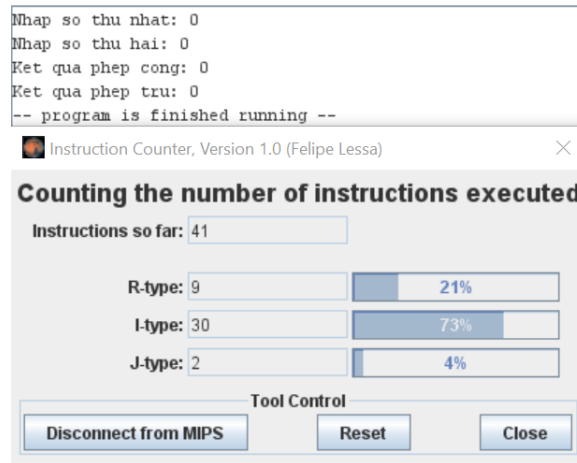 Nhap so thu nhat: 0
Nhap so thu hai: 0
Ket qua phep cong: 0
Ket qua phep tru: 0
-- program is finished running --
Instruction Counter, Version 1.0 (Felipe Lessa)
Counting the number of instructions executed
Instructions so far: 41
R-type: 9 21%
I-type: 30 73%
J-type: 2 4%
Tool Control
Disconnect from MIPS Reset Close